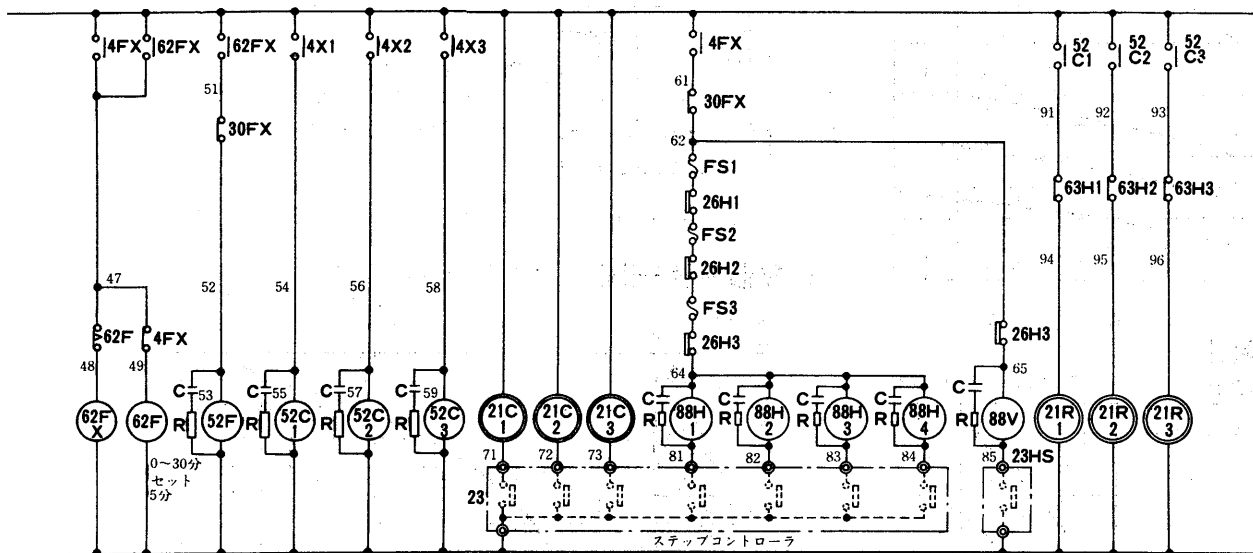 4FX
62FX
62FX
4X1
4X2
4X3
4FX
52
C1
52
C2
52
C3
51
61
91
92
93
30FX
30FX
62
FS1
63H1
63H2
63H3
26H1
FS2
26H2
94
95
96
47
52
54
56
58
FS3
62F
4FX
26H3
26H3
48
49
64
65
C
53
C
55
C
57
C
59
C
C
C
C
C
R
R
R
R
R
R
R
R
R
62F
X
62F
52F
52C
1
52C
2
52C
3
21C
1
21C
2
21C
3
88H
1
88H
2
88H
3
88H
4
88V
21R
1
21R
2
21R
3
0～30分
セット
5分
71
72
73
81
82
83
84
85
23HS
23
ステップコントローラ